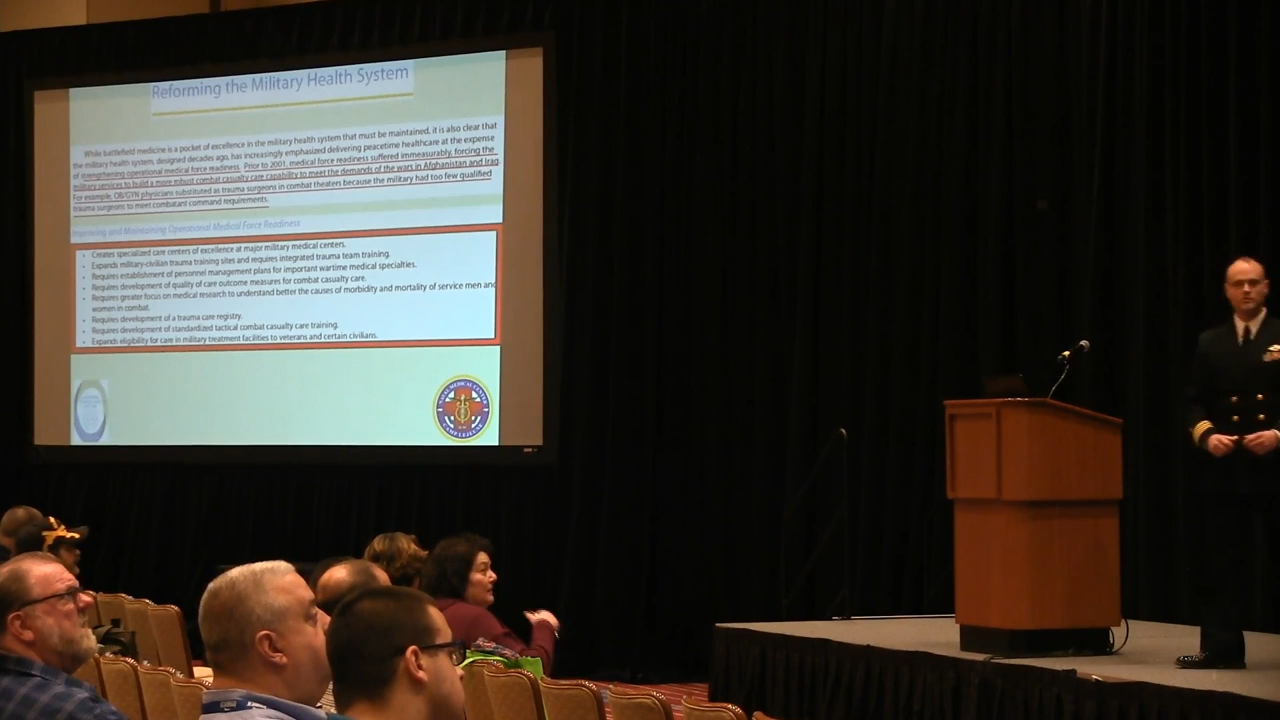 Reforming the Military Health System
While battlefield medicine is a pocket of excellence in the military health system that must be maintained, it is also clear that
the military health system, designed decades ago, has increasingly emphasized delivering peacetime healthcare at the expense
of strengthening operational medical force readiness. Prior to 2001, medical force readiness suffered immeasurably, forcing the
military services to build a more robust combat casualty care capability to meet the demands of the wars in Afghanistan and Iraq.
For example, OB/GYN physicians substituted as trauma surgeons in combat theaters because the military had too few qualified
trauma surgeons to meet combatant command requirements.
Improving and Maintaining Operational Medical Force Readiness
• Creates specialized care centers of excellence at major military medical centers.
• Expands military-civilian trauma training sites and requires integrated trauma team training.
• Requires establishment of personnel management plans for important wartime medical specialties.
• Requires development of quality of care outcome measures for combat casualty care.
• Requires greater focus on medical research to understand better the causes of morbidity and mortality of service men and
women in combat.
• Requires development of a trauma care registry.
• Requires development of standardized tactical combat casualty care training.
• Expands eligibility for care in military treatment facilities to veterans and certain civilians.
NAVAL MEDICAL CENTER
CAMP LEJEUNE